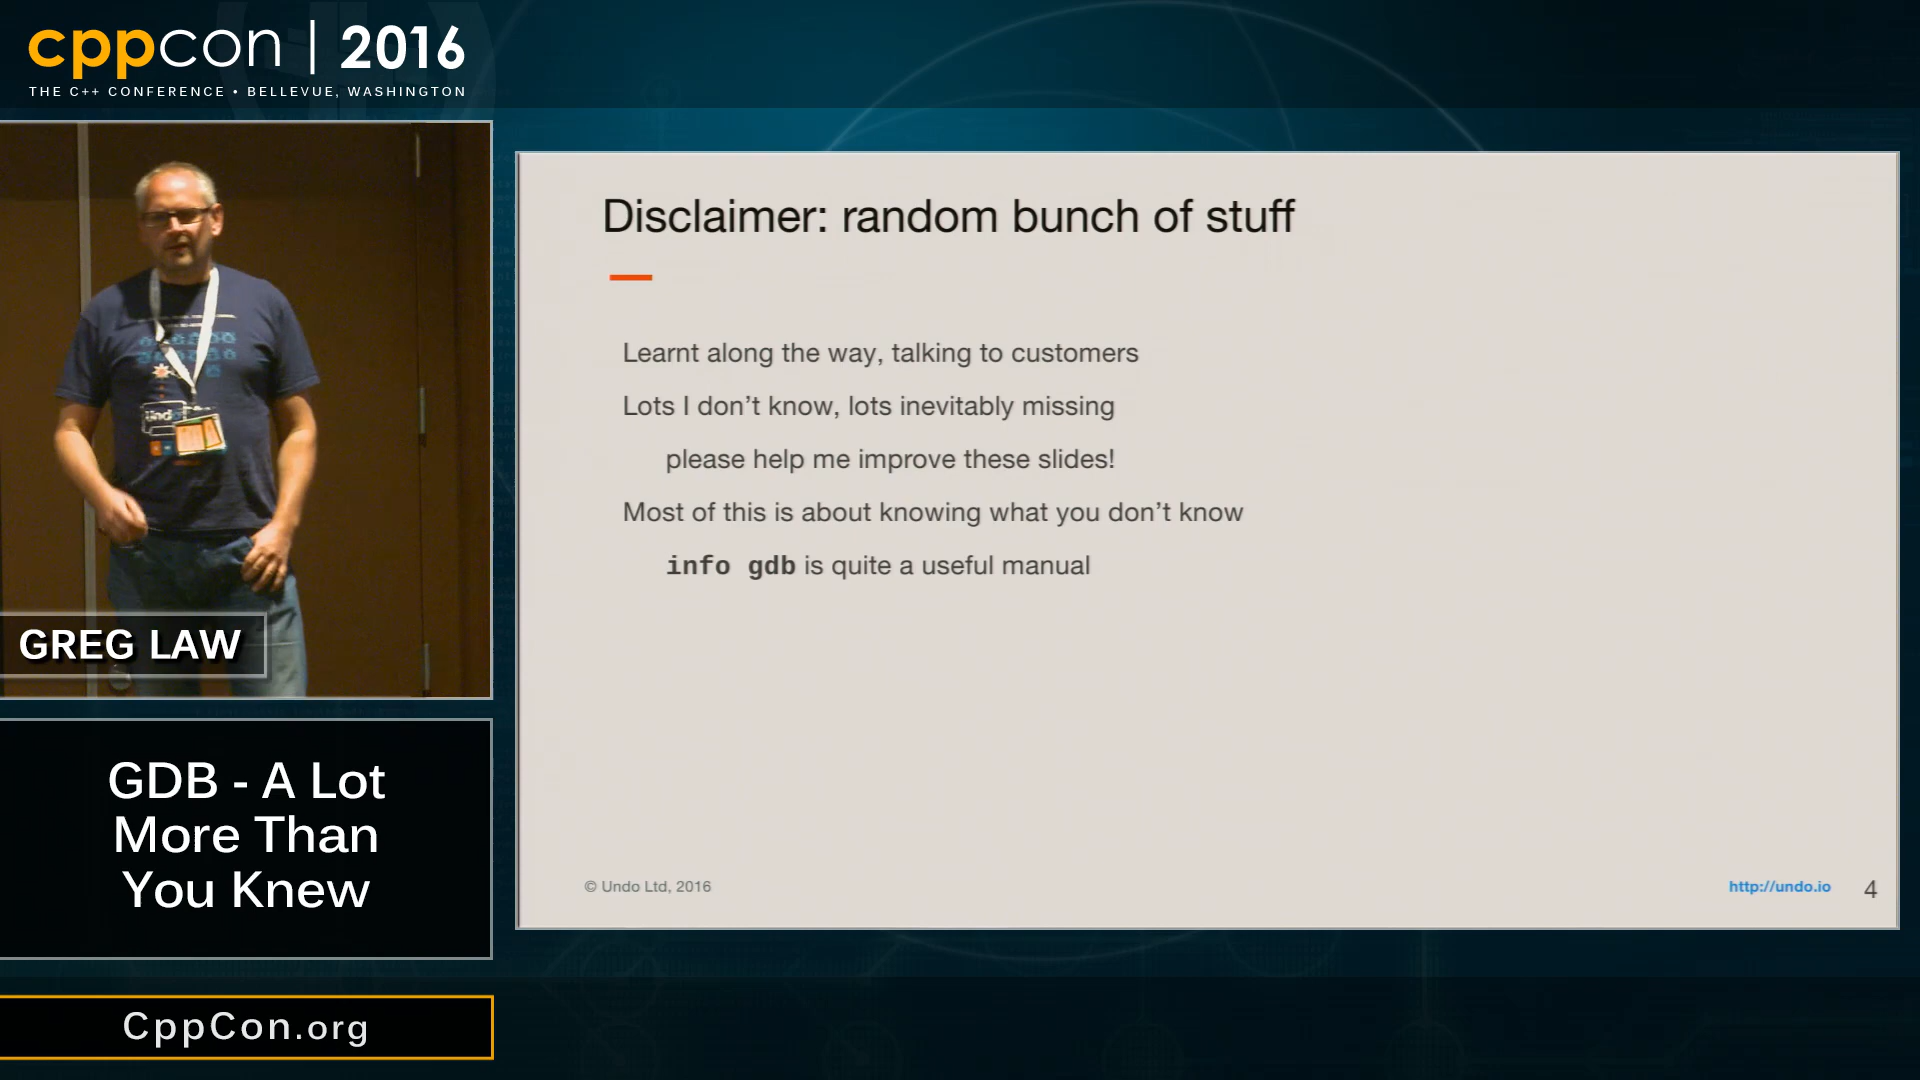 cppcon | 2016
THE C++ CONFERENCE • BELLEVUE, WASHINGTON
GREG LAW
GDB - A Lot
More Than
You Knew
CppCon.org
Disclaimer: random bunch of stuff
Learnt along the way, talking to customers
Lots I don’t know, lots inevitably missing
please help me improve these slides!
Most of this is about knowing what you don’t know
info gdb is quite a useful manual
© Undo Ltd, 2016
http://undo.io
4